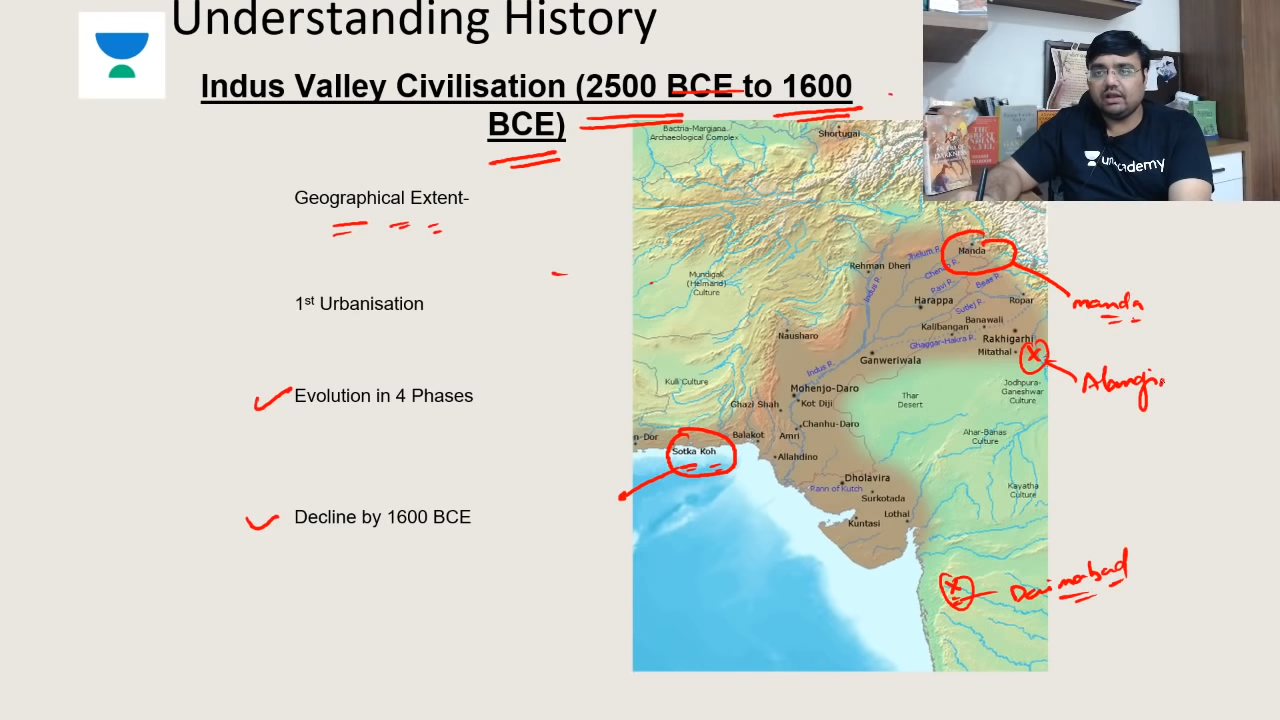 Understanding History
Indus Valley Civilisation (2500 BCE to 1600
BCE)
Geographical Extent-
1st Urbanisation
Evolution in 4 Phases
Decline by 1600 BCE
unacademy
Bactria-Margiana
Archaeological Complex
Shortugai
Manda
Jhelum R.
Rehman Dheri
Chenab R.
Mundigak
(Helmand)
Culture
Indus R.
Ravi R.
Beas R.
Harappa
Ropar
Sutlej R.
Banawali
Kalibangan
Nausharo
Rakhigarhi
Ghaggar-Hakra R.
Mitathal
Ganweriwala
Indus R.
Kulli Culture
Mohenjo-Daro
Jodhpura-
Ganeshwar
Culture
Ghazi Shah
Kot Diji
Thar
Desert
Chanhu-Daro
n-Dor
Balakot
Amri
Ahar-Banas
Culture
Sotka Koh
Allahdino
Dholavira
Rann of Kutch
Kayatha
Culture
Surkotada
Lothal
Kuntasi
manda
Alamgi
Daimabad